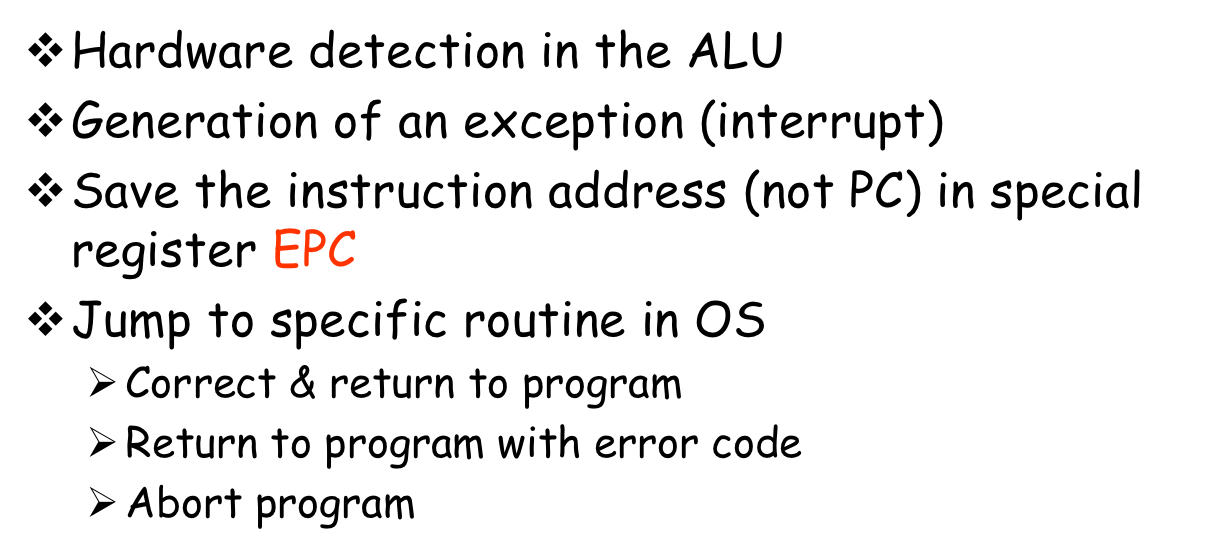 ❖ Hardware detection in the ALU
❖ Generation of an exception (interrupt)
❖ Save the instruction address (not PC) in special
register EPC
❖ Jump to specific routine in OS
➢ Correct & return to program
➢ Return to program with error code
➢ Abort program